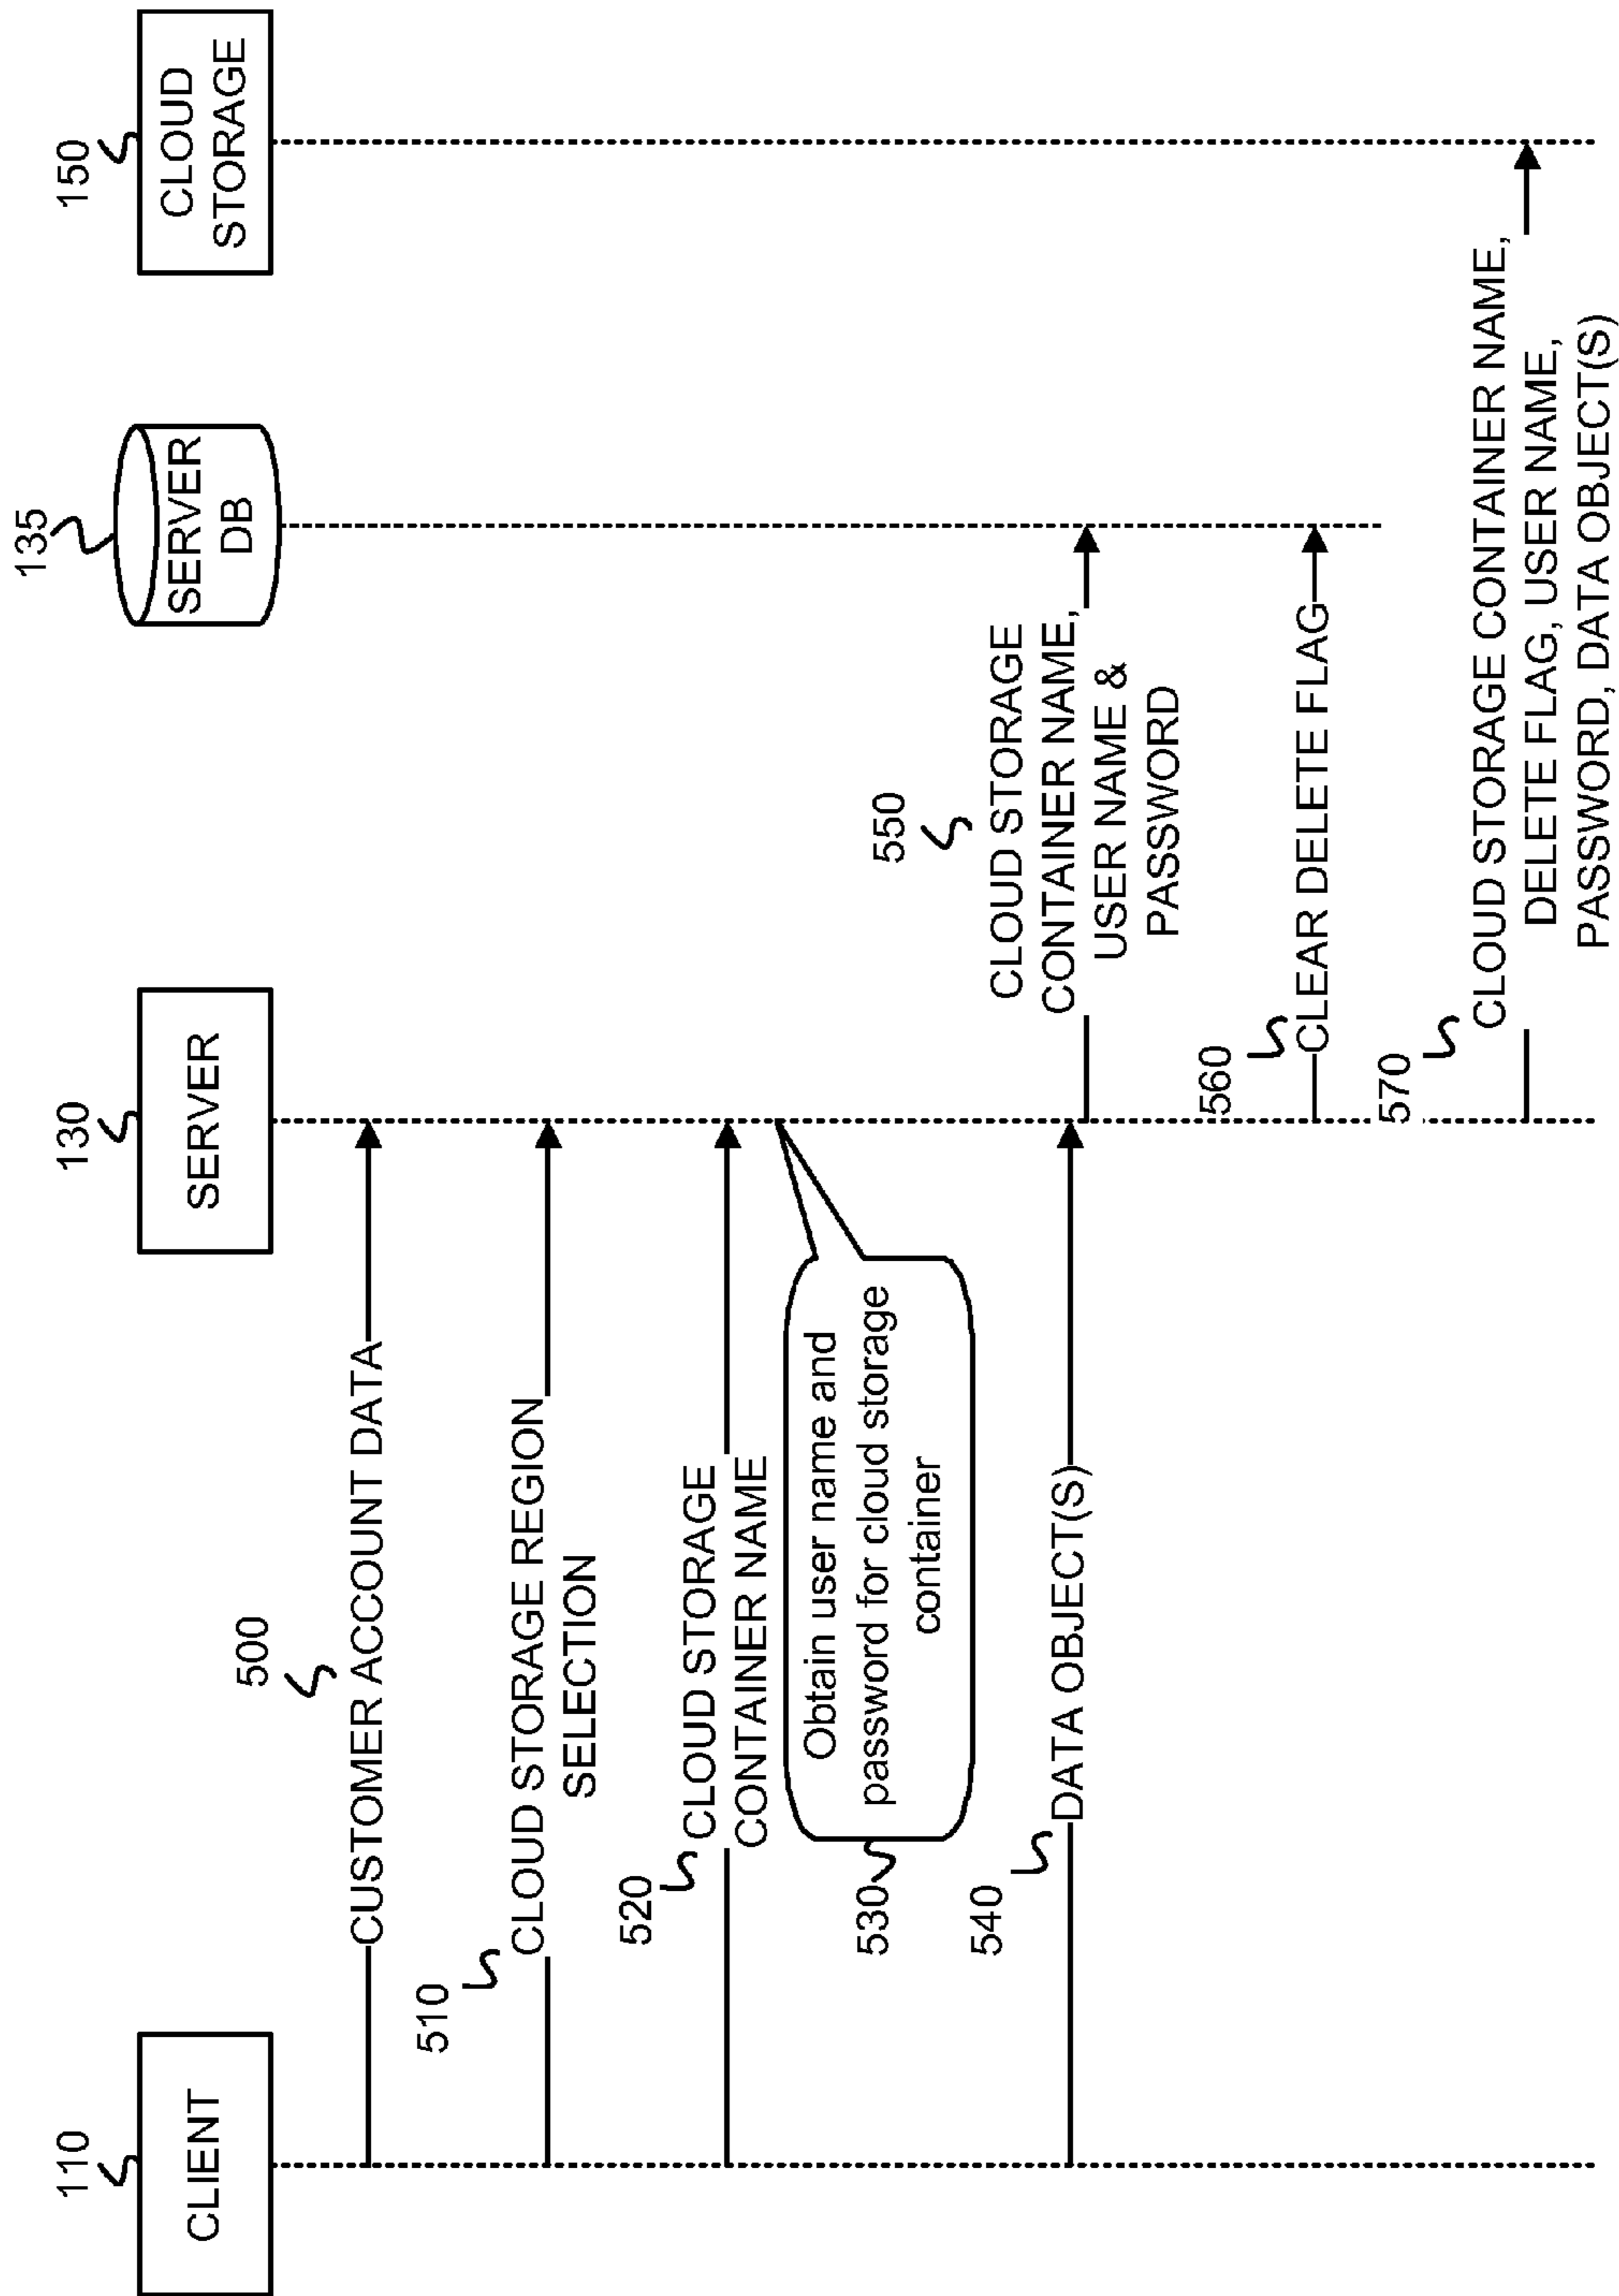 110
CLIENT
130
SERVER
135
SERVER
DB
150
CLOUD
STORAGE
500
CUSTOMER ACCOUNT DATA
510
CLOUD STORAGE REGION
SELECTION
520
CLOUD STORAGE
CONTAINER NAME
530
Obtain user name and
password for cloud storage
container
540
DATA OBJECT(S)
550
CLOUD STORAGE
CONTAINER NAME,
USER NAME &
PASSWORD
560
CLEAR DELETE FLAG
570
CLOUD STORAGE CONTAINER NAME,
DELETE FLAG, USER NAME,
PASSWORD, DATA OBJECT(S)